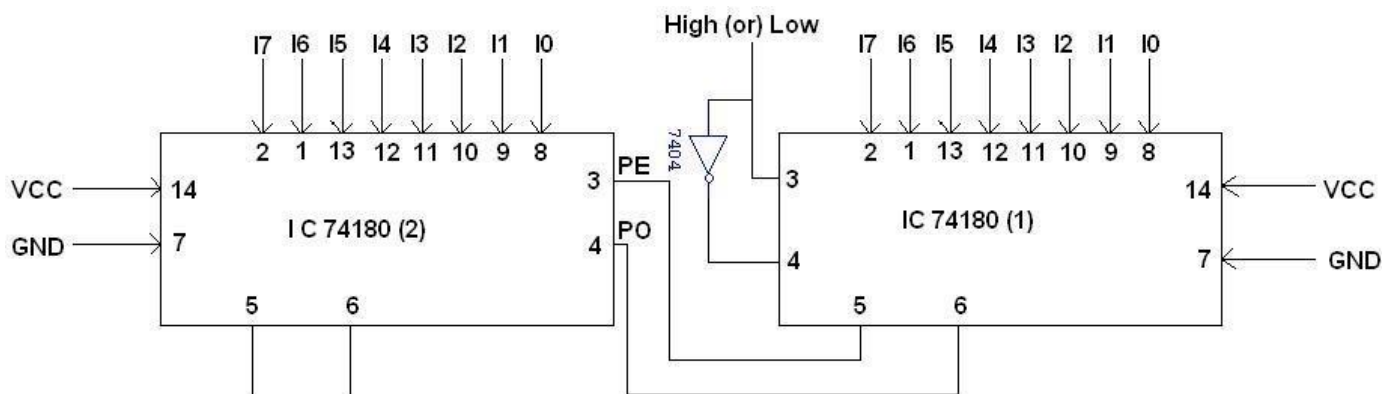 High (or) Low
I7 I6 I5 I4 I3 I2 I1 I0
I7 I6 I5 I4 I3 I2 I1 I0
2 1 13 12 11 10 9 8
7404
2 1 13 12 11 10 9 8
VCC
14
3
PE
3
14
VCC
I C 74180 (2)
IC 74180 (1)
GND
7
4
PO
4
7
GND
5 6
5 6